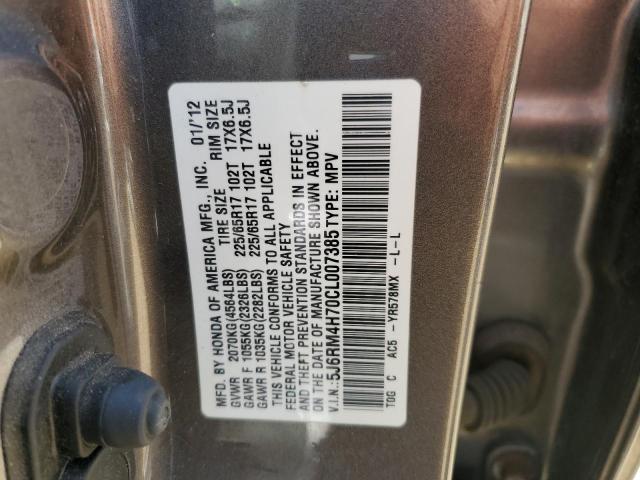 MFD. BY HONDA OF AMERICA MFG., INC. 01/'12
TIRE SIZE RIM SIZE
GVWR 2070KG(4564LBS)
GAWR F 1055KG(2326LBS) 225/65R17 102T 17X6.5J
GAWR R 1035KG(2282LBS) 225/65R17 102T 17X6.5J
THIS VEHICLE CONFORMS TO ALL APPLICABLE
FEDERAL MOTOR VEHICLE SAFETY
AND THEFT PREVENTION STANDARDS IN EFFECT
ON THE DATE OF MANUFACTURE SHOWN ABOVE.
V.I.N.:5J6RM4H70CL007385 TYPE: MPV
TOG C AC5 -YR578MX -L-L